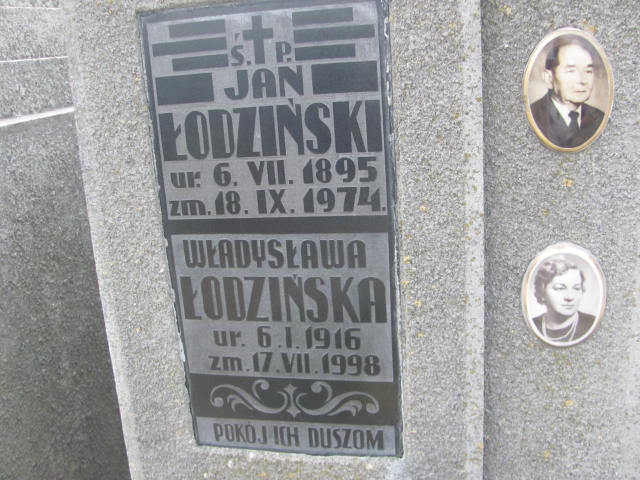 Ś. P.
JAN
ŁODZIŃSKI
ur. 6. VII. 1895
zm. 18. IX. 1974.
WŁADYSŁAWA
ŁODZIŃSKA
ur. 6.I.1916
zm. 17.VII.1998
POKÓJ ICH DUSZOM